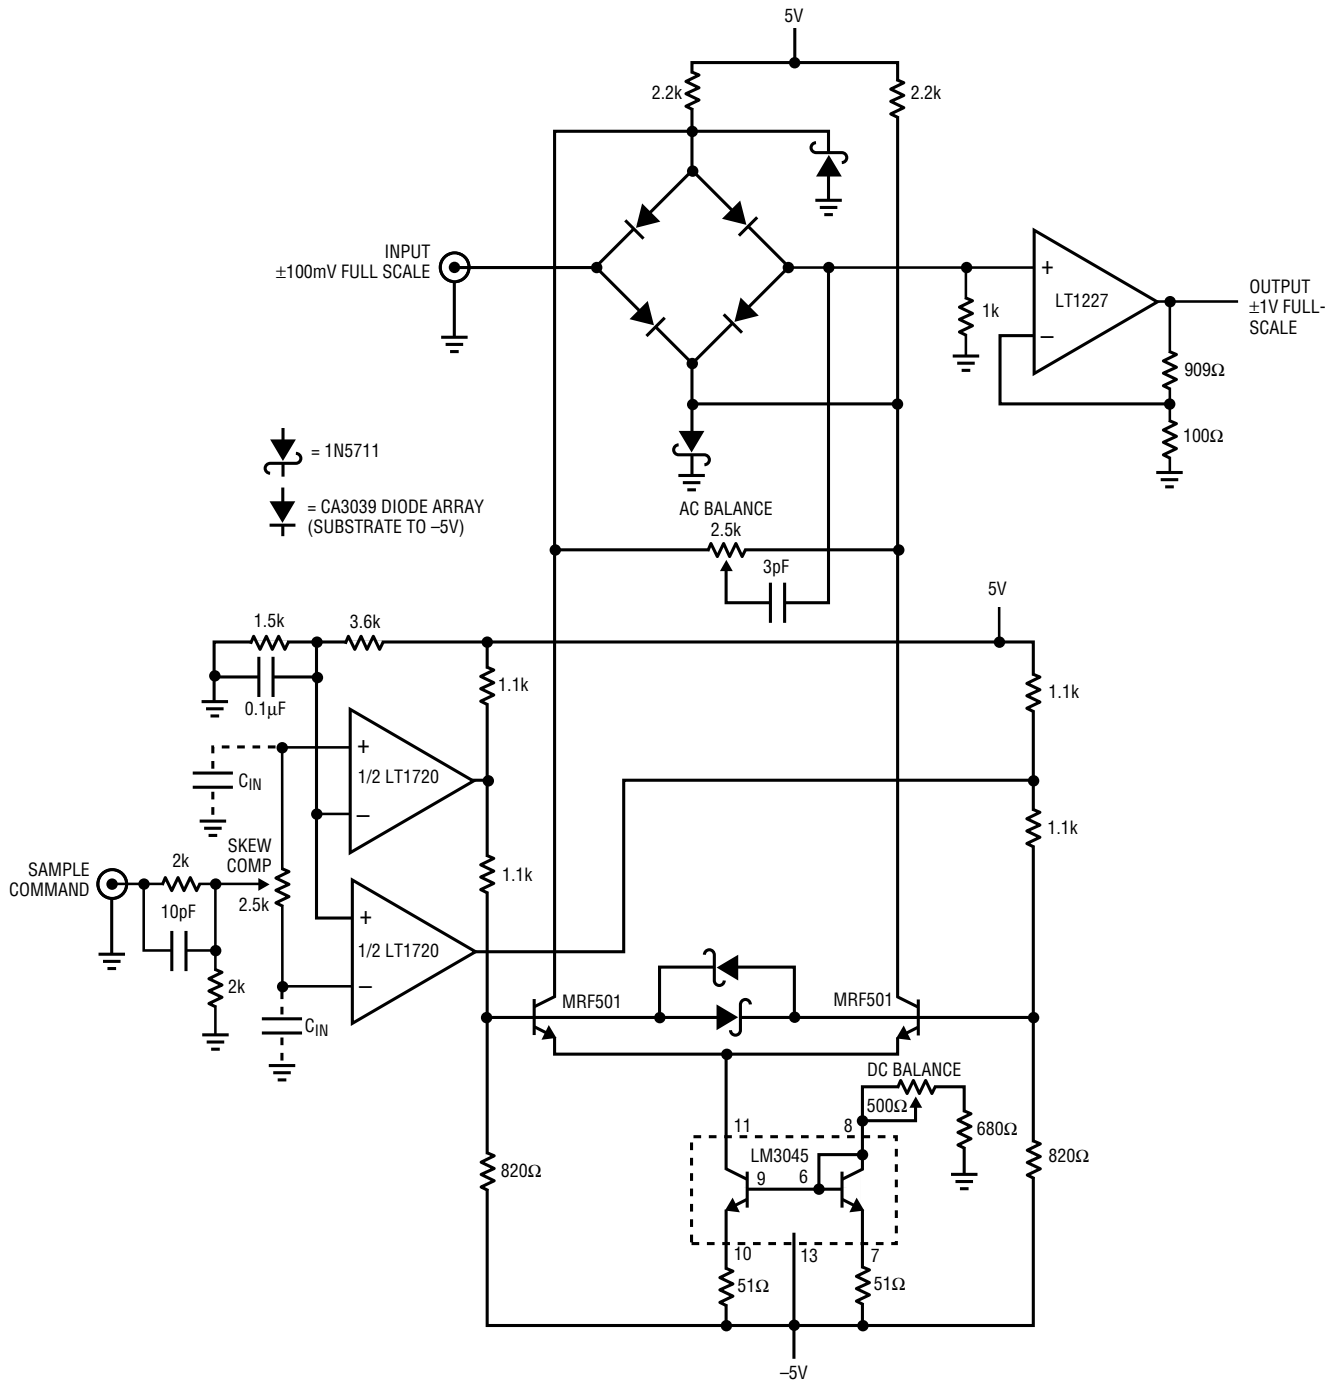 5V
2.2k
2.2k
INPUT
±100mV FULL SCALE
+
LT1227
–
OUTPUT
±1V FULL-
SCALE
1k
909Ω
100Ω
= 1N5711
= CA3039 DIODE ARRAY
(SUBSTRATE TO –5V)
AC BALANCE
2.5k
3pF
5V
1.5k
3.6k
0.1µF
1.1k
1.1k
+
1/2 LT1720
–
CIN
SKEW
COMP
2.5k
1.1k
1.1k
SAMPLE
COMMAND
2k
10pF
2k
+
1/2 LT1720
–
CIN
MRF501
MRF501
DC BALANCE
500Ω
680Ω
11
8
LM3045
9
6
820Ω
820Ω
10
13
7
51Ω
51Ω
–5V